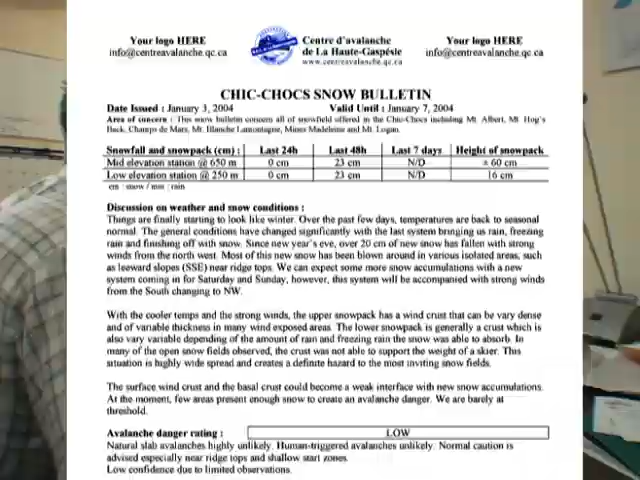 Your logo HERE
info@centreavalanche.qc.ca
Centre d'avalanche
de La Haute-Gaspésie
www.centreavalanche.qc.ca
Your logo HERE
info@centreavalanche.qc.ca
CHIC-CHOCS SNOW BULLETIN
Date Issued : January 3, 2004 Valid Until : January 7, 2004
Area of concern : This snow bulletin concern all of snowfield offered in the Chic-Chocs including Mt. Albert, Mt. Hog's
Back, Champs de Mars, Mt. Blanche Lamontagne, Mines Madeleine and Mt. Logan.
Snowfall and snowpack (cm) : Last 24h Last 48h Last 7 days Height of snowpack
Mid elevation station @ 650 m 0 cm 23 cm N/D ± 60 cm
Low elevation station @ 250 m 0 cm 23 cm N/D 16 cm
cm : snow / mm : rain
Discussion on weather and snow conditions :
Things are finally starting to look like winter. Over the past few days, temperatures are back to seasonal
normal. The general conditions have changed significantly with the last system bringing us rain, freezing
rain and finishing off with snow. Since new year's eve, over 20 cm of new snow has fallen with strong
winds from the north west. Most of this new snow has been blown around in various isolated areas, such
as leeward slopes (SSE) near ridge tops. We can expect some more snow accumulations with a new
system coming in for Saturday and Sunday, however, this system will be accompanied with strong winds
from the South changing to NW.
With the cooler temps and the strong winds, the upper snowpack has a wind crust that can be very dense
and of variable thickness in many wind exposed areas. The lower snowpack is generally a crust which is
also vary variable depending of the amount of rain and freezing rain the snow was able to absorb. In
many of the open snow fields observed, the crust was not able to support the weight of a skier. This
situation is highly wide spread and creates a definite hazard to the most inviting snow fields.
The surface wind crust and the basal crust could become a weak interface with new snow accumulations.
At the moment, few areas present enough snow to create an avalanche danger. We are barely at
threshold.
Avalanche danger rating : LOW
Natural slab avalanches highly unlikely. Human-triggered avalanches unlikely. Normal caution is
advised especially near ridge tops and shallow start zones.
Low confidence due to limited observations.